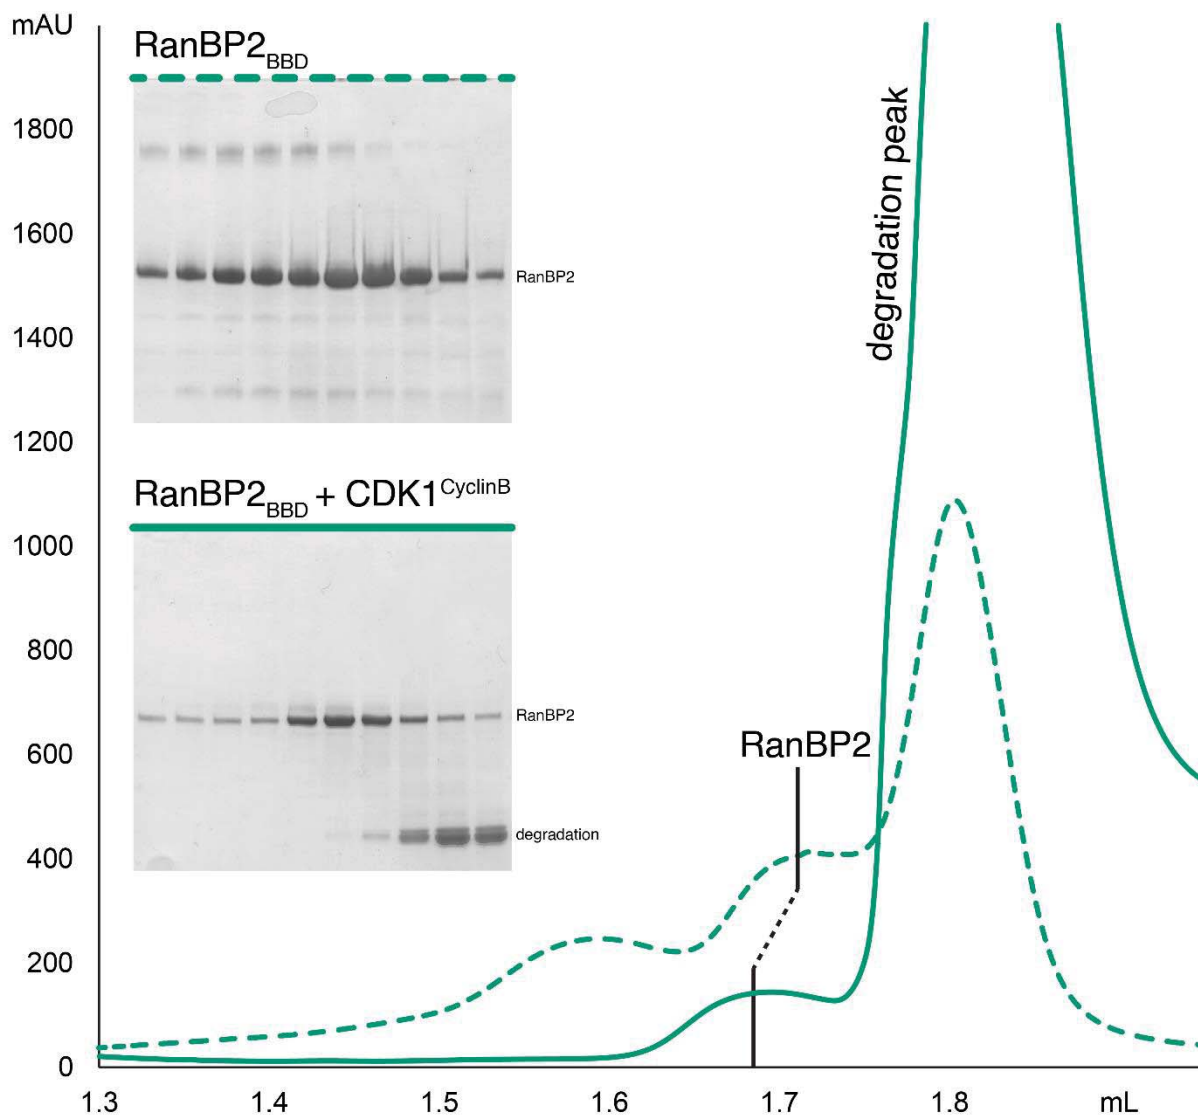 mAU
1800
1600
1400
1200
1000
800
600
400
200
0
RanBP2BBD
RanBP2
RanBP2BBD + CDK1CyclinB
RanBP2
degradation
degradation peak
RanBP2
1.3 1.4 1.5 1.6 1.7 1.8 mL